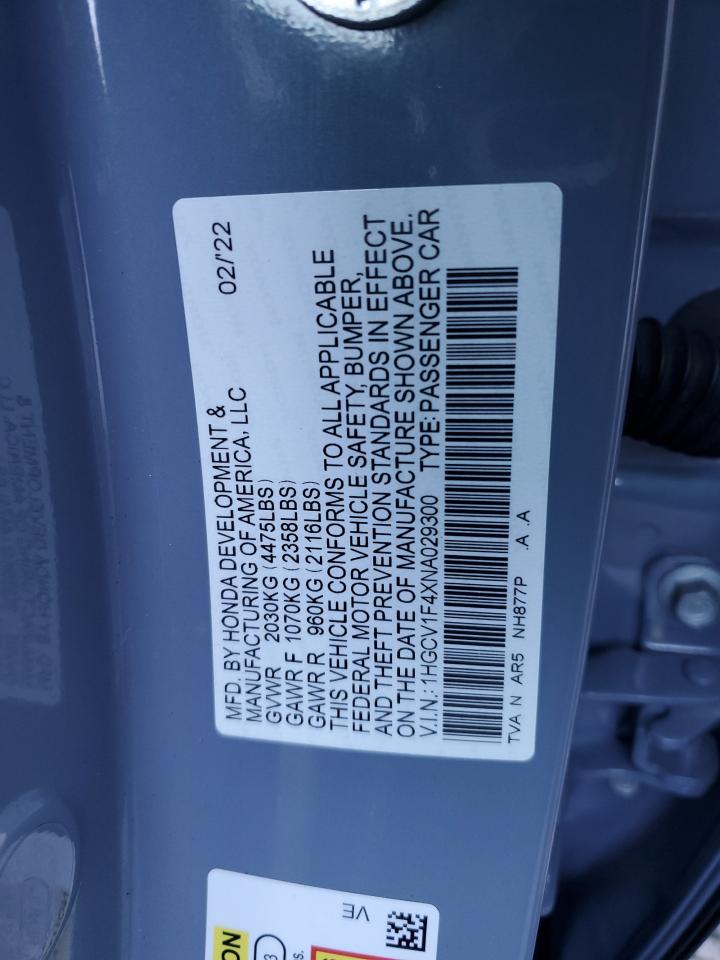 02/'22
MFD. BY HONDA DEVELOPMENT &
MANUFACTURING OF AMERICA, LLC
GVWR 2030KG (4475LBS)
GAWR F 1070KG (2358LBS)
GAWR R 960KG (2116LBS)
THIS VEHICLE CONFORMS TO ALL APPLICABLE
FEDERAL MOTOR VEHICLE SAFETY, BUMPER,
AND THEFT PREVENTION STANDARDS IN EFFECT
ON THE DATE OF MANUFACTURE SHOWN ABOVE.
V.I.N.: 1HGCV1F4XNA029300 TYPE: PASSENGER CAR
TVA N AR5 NH877P .A .A
VE